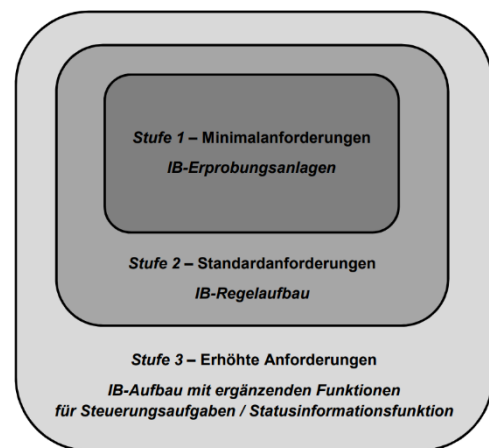 Stufe 1 – Minimalanforderungen
IB-Erprobungsanlagen
Stufe 2 – Standardanforderungen
IB-Regelaufbau
Stufe 3 – Erhöhte Anforderungen
IB-Aufbau mit ergänzenden Funktionen
für Steuerungsaufgaben / Statusinformationsfunktion